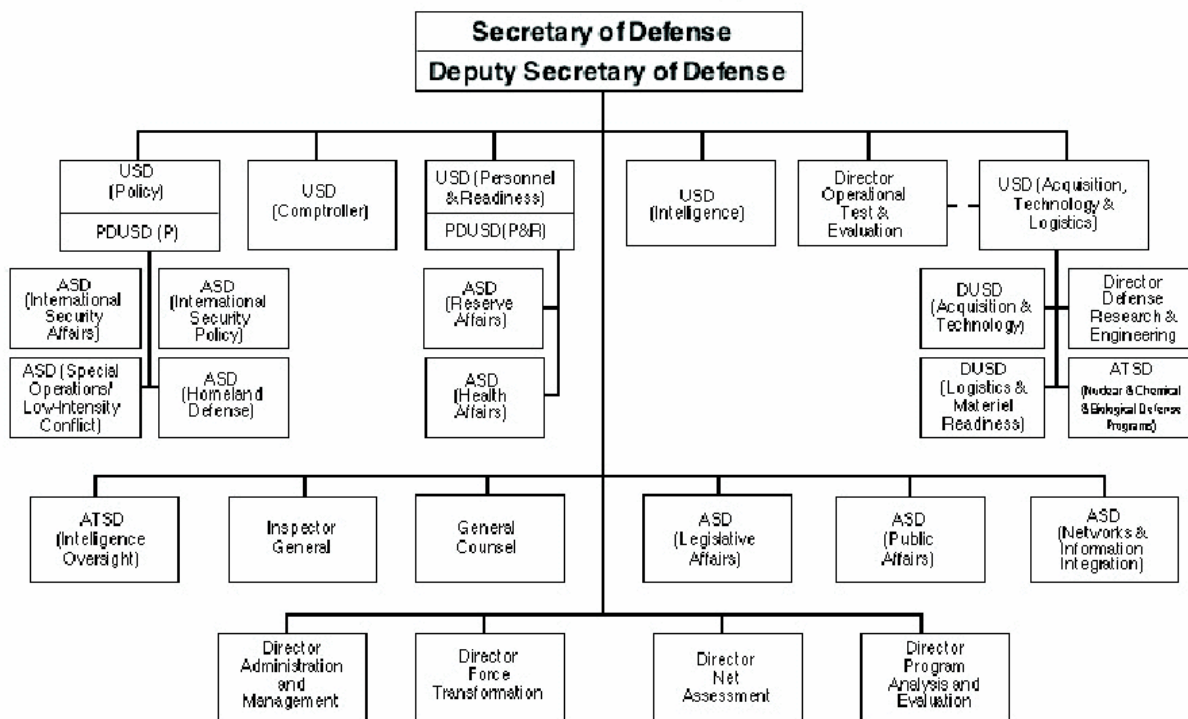 Secretary of Defense
Deputy Secretary of Defense
USD
(Policy)
PDUSD (P)
USD
(Comptroller)
USD (Personnel
& Readiness)
PDUSD(P&R)
USD
(Intelligence)
Director
Operational
Test &
Evaluation
USD (Acquisition,
Technology &
Logistics)
ASD
(International
Security
Affairs)
ASD
(International
Security
Policy)
ASD (Special
Operations/
Low-Intensity
Conflict)
ASD
(Homeland
Defense)
ASD
(Reserve
Affairs)
ASD
(Health
Affairs)
DUSD
(Acquisition &
Technology)
Director
Defense
Research &
Engineering
DUSD
(Logistics &
Materiel
Readiness)
ATSD
(Nuclear & Chemical
& Biological Defense
Programs)
ATSD
(Intelligence
Oversight)
Inspector
General
General
Counsel
ASD
(Legislative
Affairs)
ASD
(Public
Affairs)
ASD
(Networks &
Information
Integration)
Director
Administration
and
Management
Director
Force
Transformation
Director
Net
Assessment
Director
Program
Analysis and
Evaluation